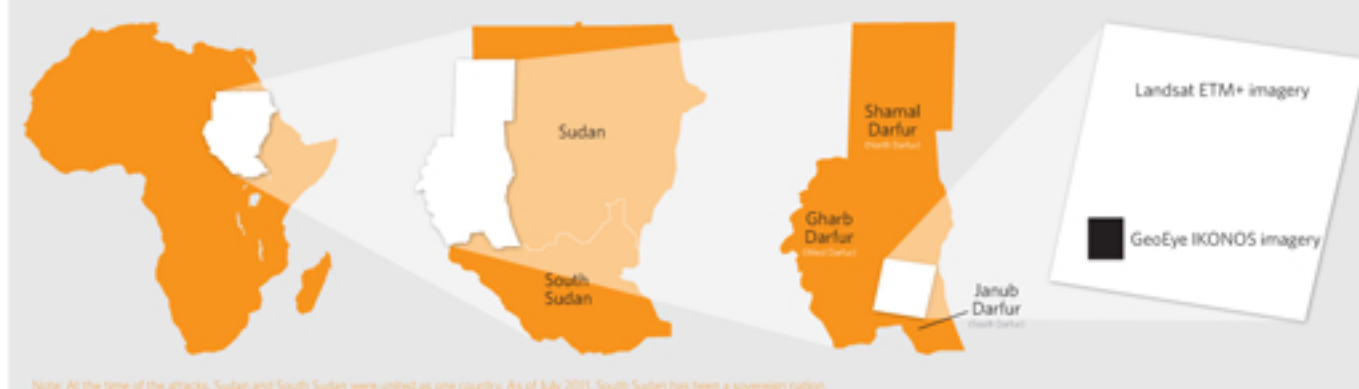 Sudan
South
Sudan
Shamal
Darfur
(North Darfur)
Gharb
Darfur
(West Darfur)
Janub
Darfur
(South Darfur)
Landsat ETM+ imagery
GeoEye IKONOS imagery
Note: At the time of the attacks, Sudan and South Sudan were united as one country. As of July 2011, South Sudan has been a sovereign nation.